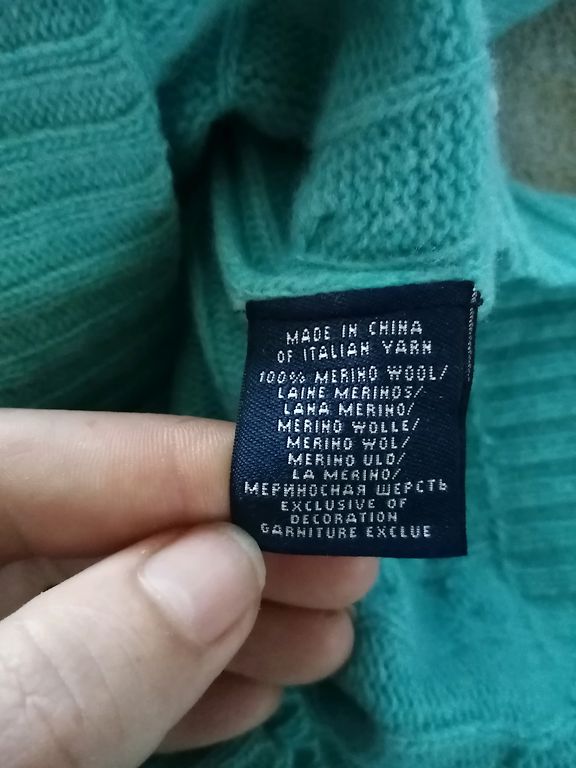 MADE IN CHINA
OF ITALIAN YARN
100% MERINO WOOL/
LAINE MERINOS/
LANA MERINO/
MERINO WOLLE/
MERINO WOL/
MERINO ULD/
LA MERINO/
МЕРИНОСНАЯ ШЕРСТЬ
EXCLUSIVE OF
DECORATION
GARNITURE EXCLUE